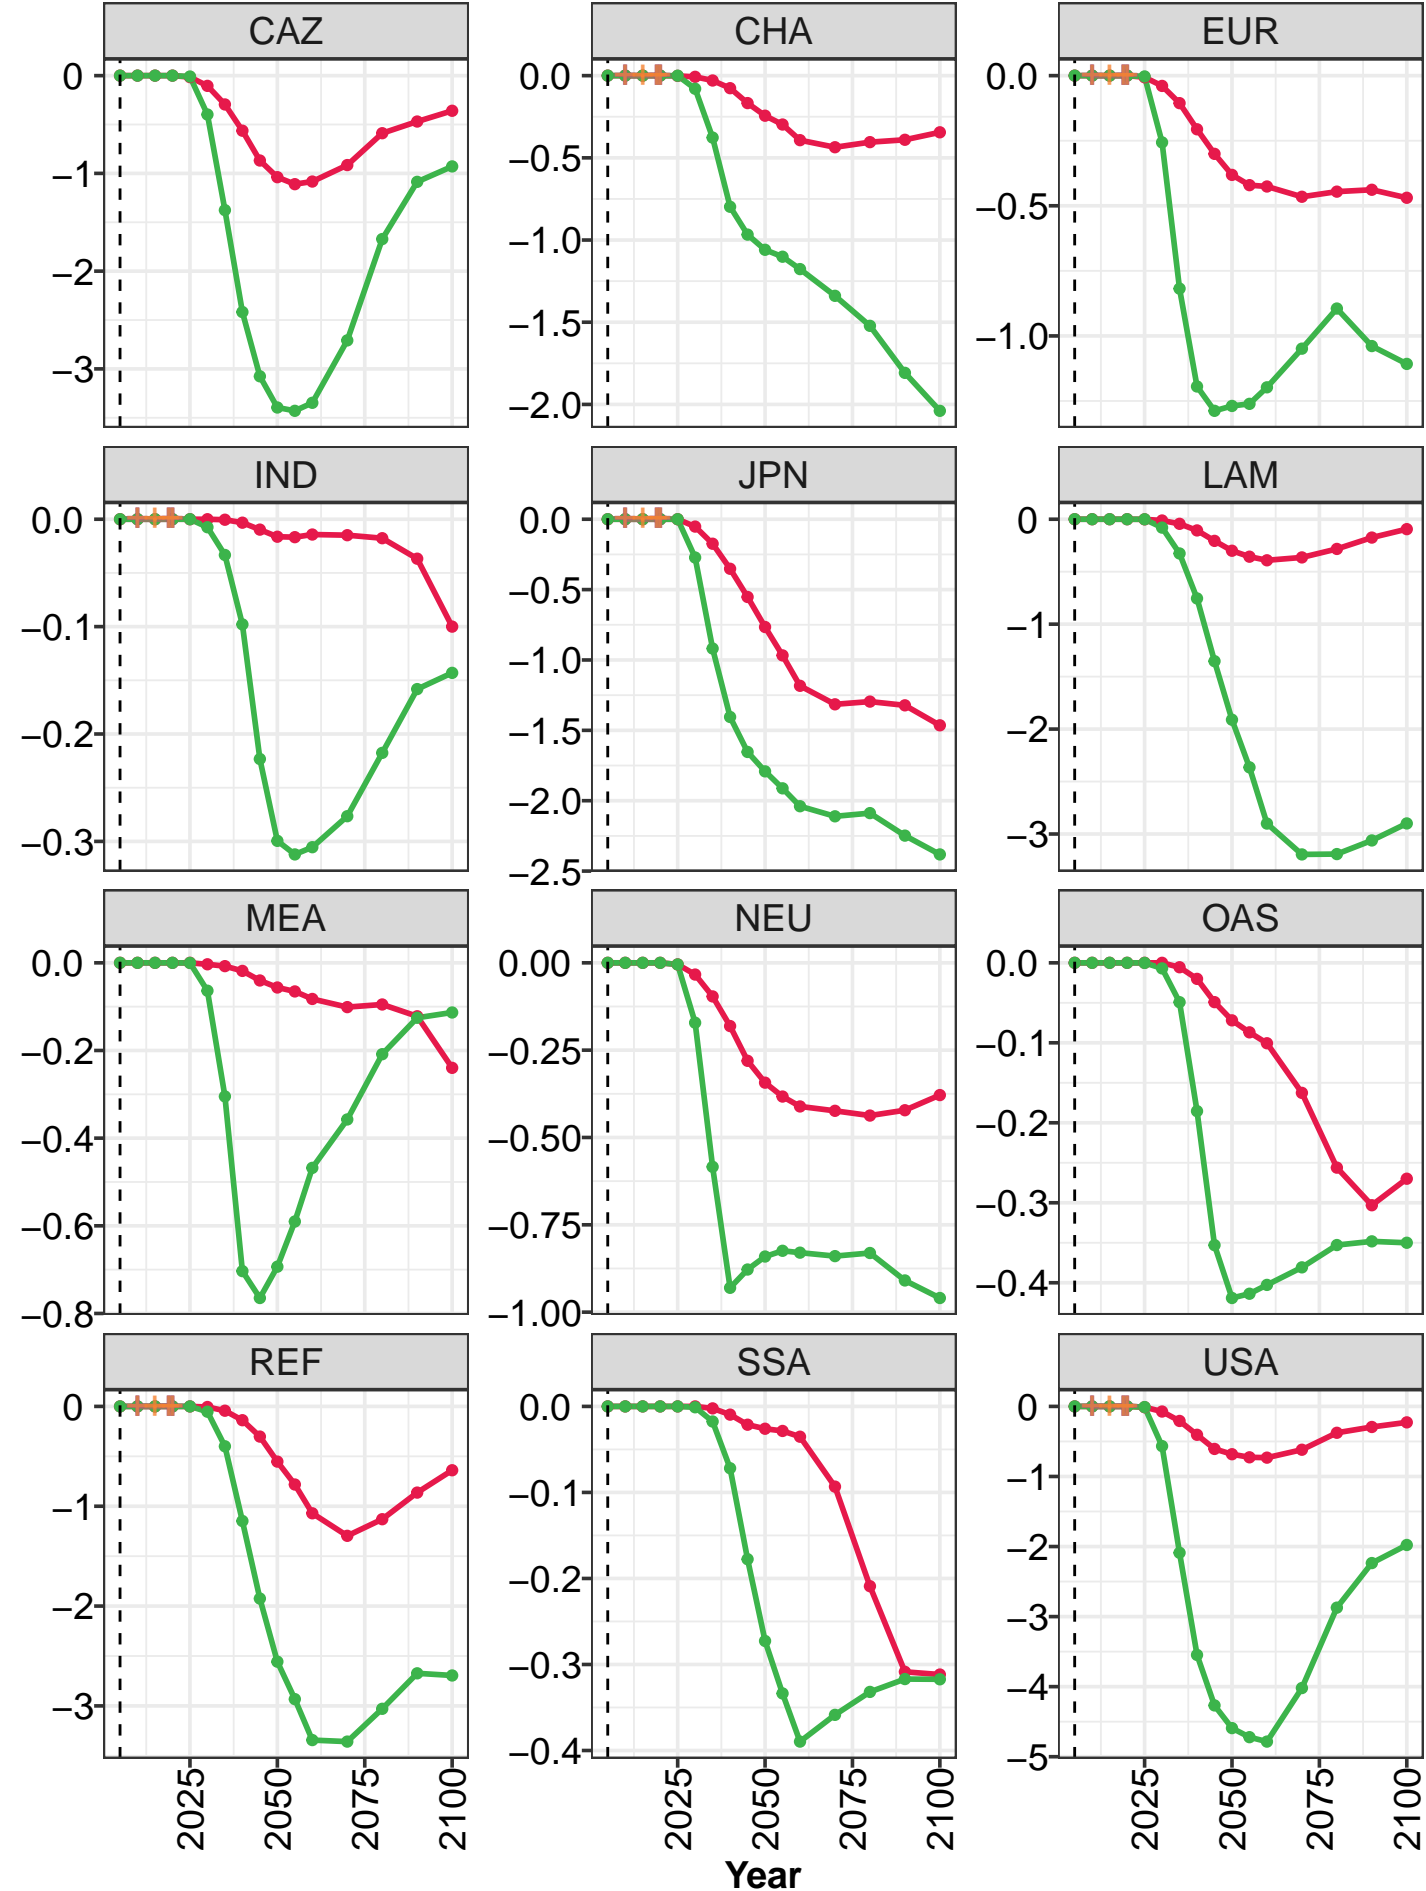 CAZ CHA EUR
0 0.0 0.0
−1 −0.5 −0.5
−2 −1.0 −1.0
−3 −1.5
−2.0
IND JPN LAM
0.0 0.0 0
−0.1 −0.5 −1
−0.2 −1.0 −2
−0.3 −1.5 −3
−2.0
−2.5
MEA NEU OAS
0.0 0.00 0.0
−0.2 −0.25 −0.1
−0.4 −0.50 −0.2
−0.6 −0.75 −0.3
−0.8 −1.00 −0.4
REF SSA USA
0 0.0 0
−1 −0.1 −1
−2 −0.2 −2
−3 −0.3 −3
−0.4 −4
−5
2025 2050 2075 2100 2025 2050 2075 2100 2025 2050 2075 2100
Year